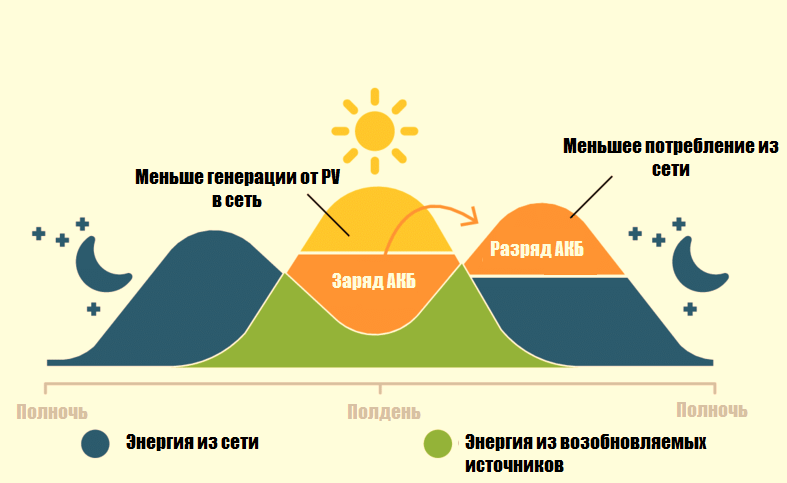 Меньшее потребление из
сети
Меньше генерации от PV
в сеть
Разряд АКБ
Заряд АКБ
Полночь
Полдень
Полночь
Энергия из сети
Энергия из возобновляемых
источников